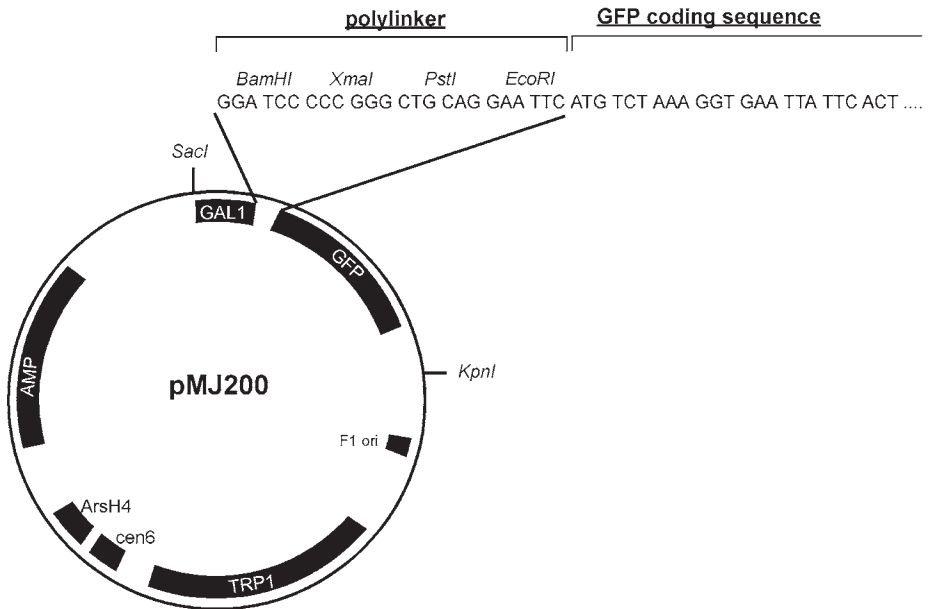 polylinker GFP coding sequence
BamHI XmaI PstI EcoRI
GGA TCC CCC GGG CTG CAG GAA TTC ATG TCT AAA GGT GAA TTA TTC ACT ....
SacI
GAL1
GFP
AMP
pMJ200
KpnI
F1 ori
ArsH4
cen6
TRP1